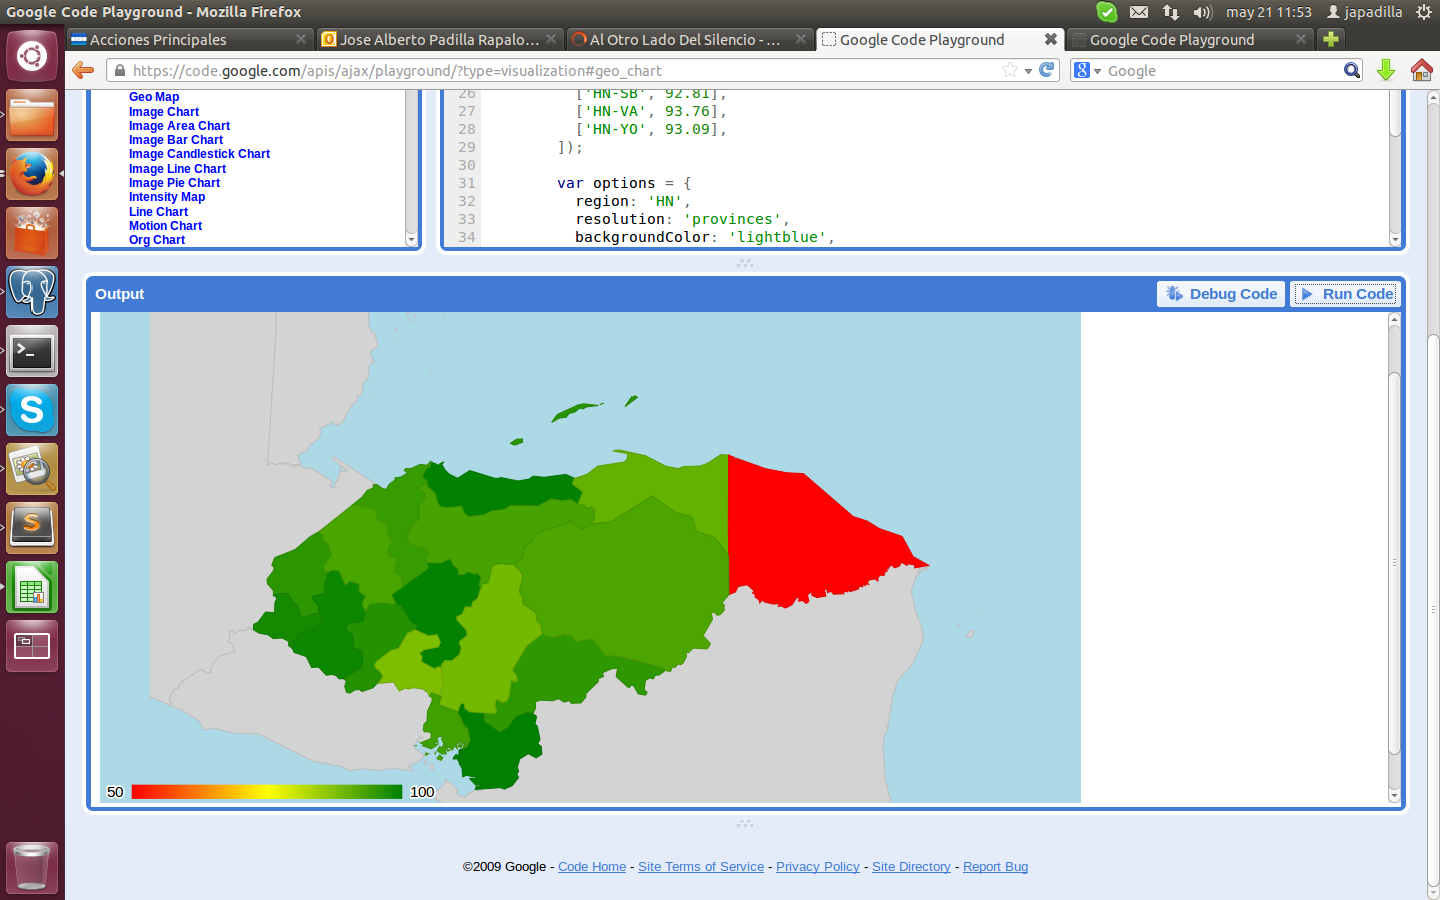 Google Code Playground - Mozilla Firefox
may 21 11:53
japadilla
Acciones Principales
Jose Alberto Padilla Rapalo...
Al Otro Lado Del Silencio - ...
Google Code Playground
Google Code Playground
https://code.google.com/apis/ajax/playground/?type=visualization#geo_chart
Google
Geo Map
Image Chart
Image Area Chart
Image Bar Chart
Image Candlestick Chart
Image Line Chart
Image Pie Chart
Intensity Map
Line Chart
Motion Chart
Org Chart
26 ['HN-SB', 92.81],
27 ['HN-VA', 93.76],
28 ['HN-YO', 93.09],
29 ]);
30
31 var options = {
32 region: 'HN',
33 resolution: 'provinces',
34 backgroundColor: 'lightblue',
Output
Debug Code
Run Code
50
100
©2009 Google - Code Home - Site Terms of Service - Privacy Policy - Site Directory - Report Bug